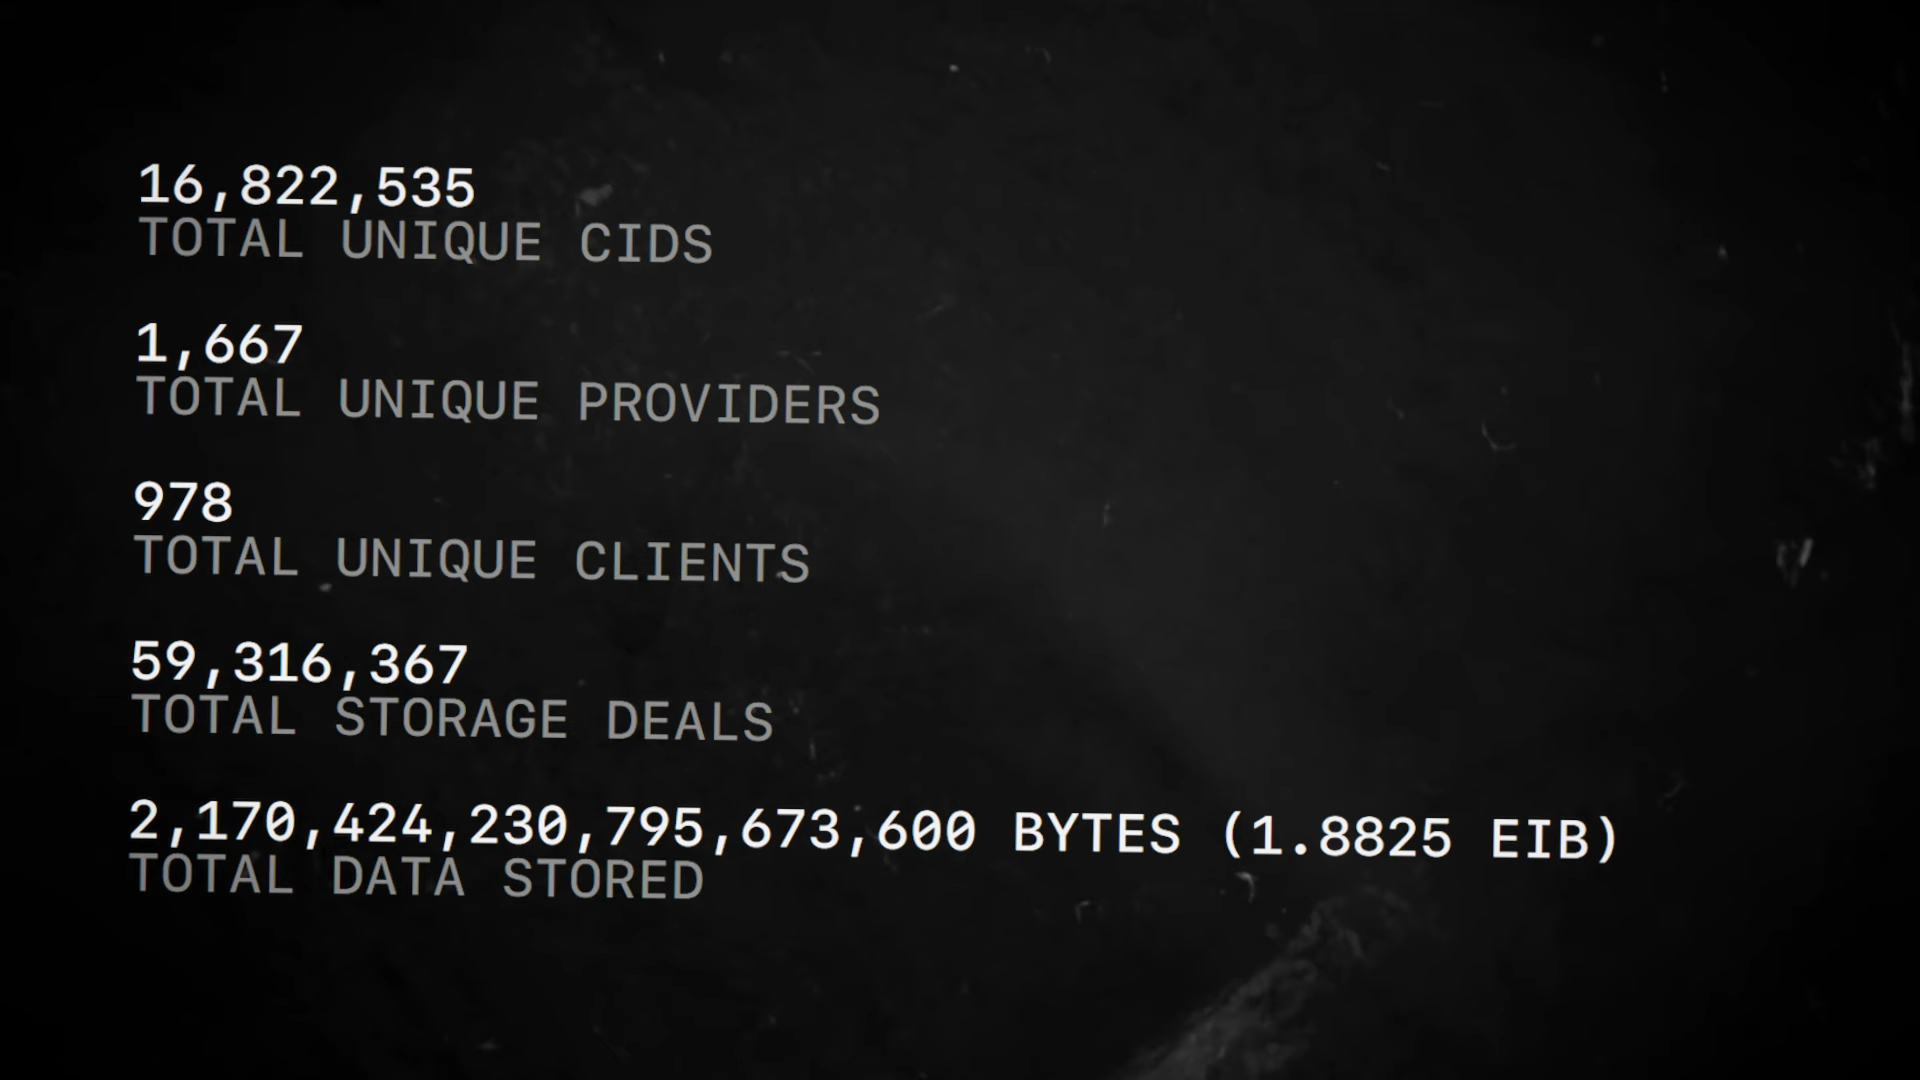 16,822,535
TOTAL UNIQUE CIDS
1,667
TOTAL UNIQUE PROVIDERS
978
TOTAL UNIQUE CLIENTS
59,316,367
TOTAL STORAGE DEALS
2,170,424,230,795,673,600 BYTES (1.8825 EIB)
TOTAL DATA STORED